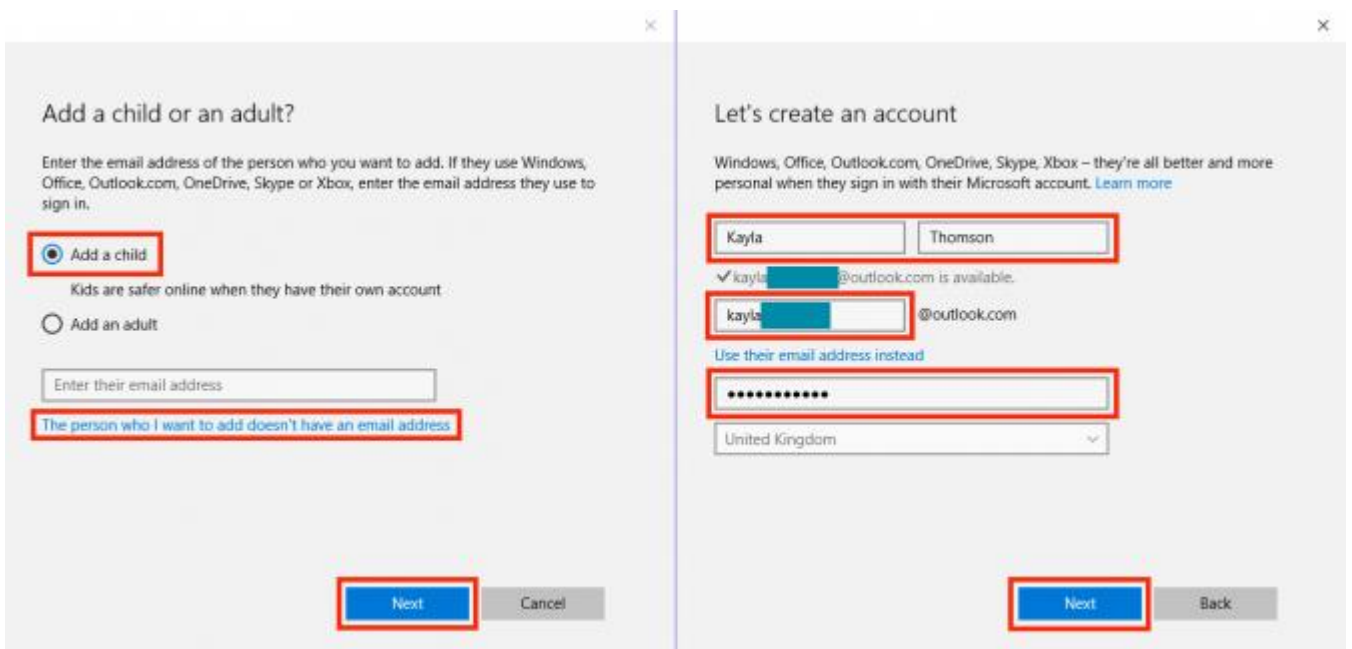 Add a child or an adult?
Enter the email address of the person who you want to add. If they use Windows,
Office, Outlook.com, OneDrive, Skype or Xbox, enter the email address they use to
sign in.
Add a child
Kids are safer online when they have their own account
Add an adult
Enter their email address
The person who I want to add doesn't have an email address
Next
Cancel
Let's create an account
Windows, Office, Outlook.com, OneDrive, Skype, Xbox – they're all better and more
personal when they sign in with their Microsoft account. Learn more
Kayla
Thomson
kayla @outlook.com is available.
kayla
@outlook.com
Use their email address instead
United Kingdom
Next
Back